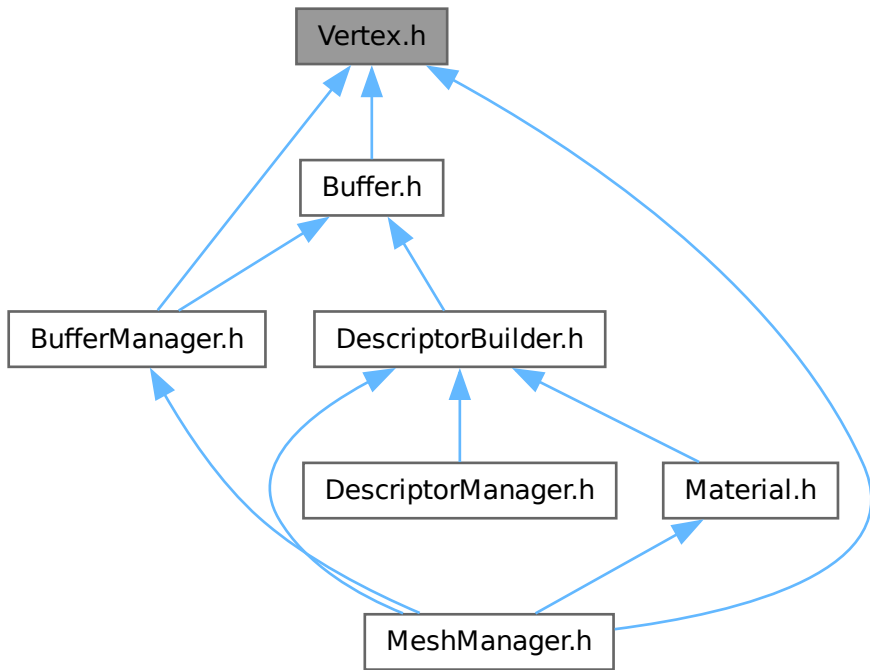 Vertex.h
Buffer.h
BufferManager.h
DescriptorBuilder.h
DescriptorManager.h
Material.h
MeshManager.h